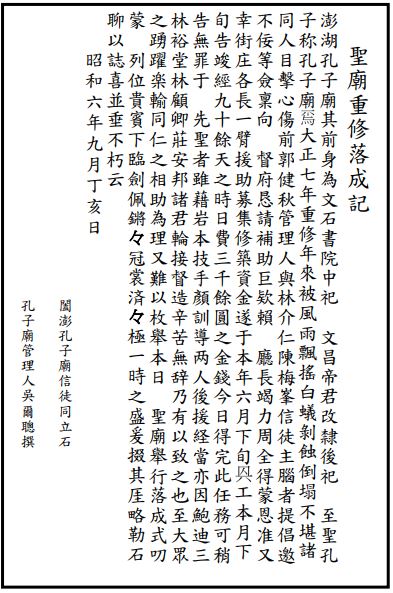 聖廟重修落成記
澎湖孔子廟其前身為文石書院中祀　文昌帝君改隸後祀　至聖孔
子称孔子廟焉大正七年重修年來被風雨飄搖白蟻剝蝕倒塌不堪諸
同人目擊心傷前郭健秋管理人與林介仁陳梅峯信徒主腦者提倡邀
不佞等僉稟向　督府恳請補助巨欵賴　廳長竭力周全得蒙恩准又
幸街庄各長一臂援助募集修築資金遂于本年六月下旬興工本月下
旬告竣經九十餘天之時日費三千餘圓之金錢今日得完此任務可稍
告無罪于　先聖者雖藉岩本技手顏訓導两人後援経當亦因鮑迪三
林裕堂林顧卿莊安邦諸君輪接督造辛苦無辞乃有以致之也至大眾
之踴躍樂輸同仁之相助為理又難以枚舉本日　聖廟舉行落成式叨
蒙　列位貴賓下臨劍佩鏘々冠裳済々極一時之盛爰掇其厓略勒石
聊以誌喜並垂不朽云
昭和六年九月丁亥日
闔澎孔子廟信徒同立石
孔子廟管理人吳爾聰撰